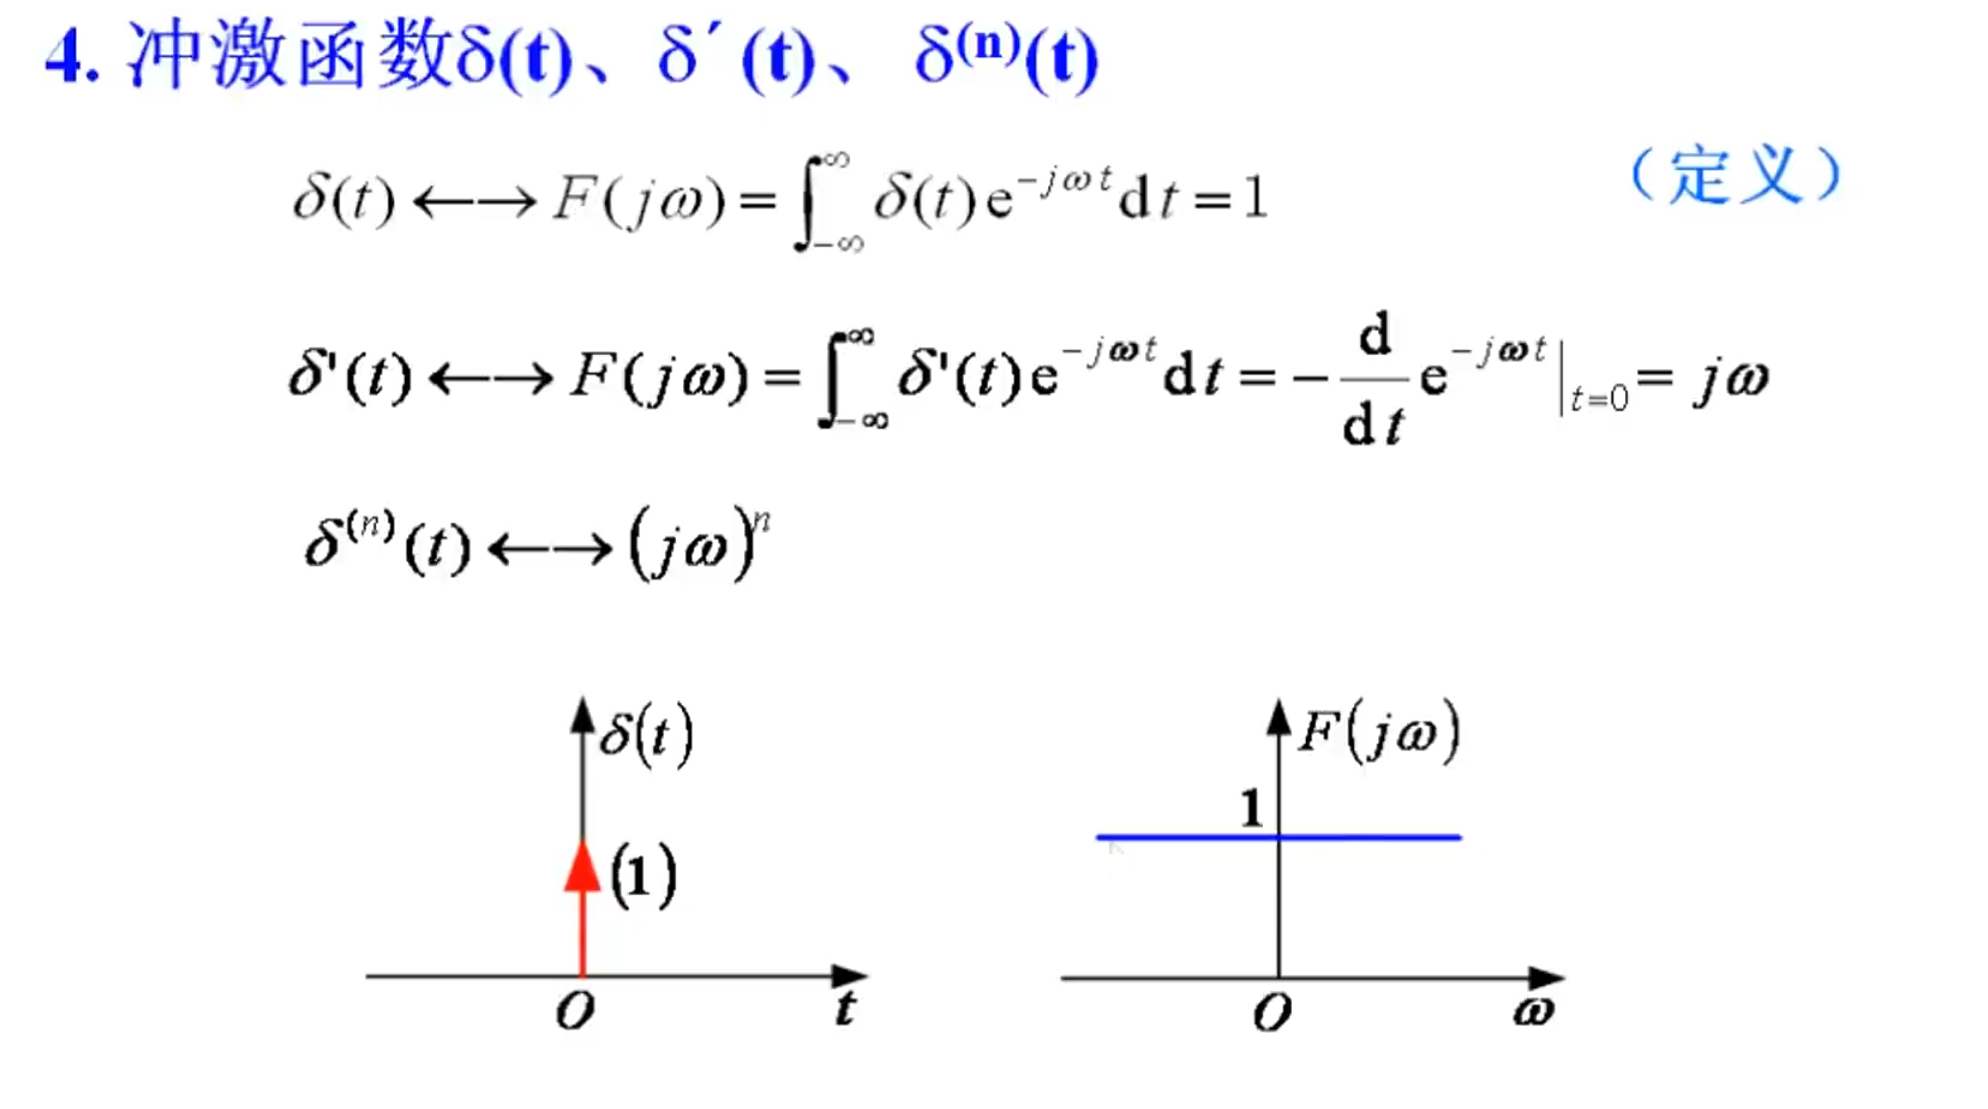 4. 冲激函数δ(t)、δ′(t)、 δ⁽ⁿ⁾(t)
δ(t)←→F(jω)=∫_{-∞}^{∞} δ(t)e^{-jωt}dt=1 （定义）
δ'(t)←→F(jω)=∫_{-∞}^{∞} δ'(t)e^{-jωt}dt=-\frac{d}{dt}e^{-jωt}|_{t=0}=jω
δ^{(n)}(t)←→(jω)^n
δ(t) F(jω)
1
(1)
O t O ω